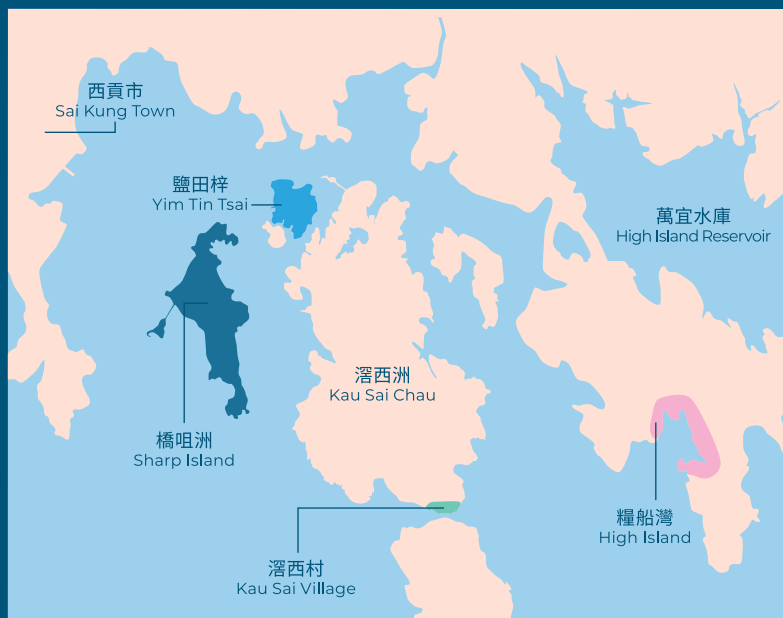 西貢市
Sai Kung Town
鹽田梓
Yim Tin Tsai
萬宜水庫
High Island Reservoir
滘西洲
Kau Sai Chau
橋咀洲
Sharp Island
糧船灣
High Island
滘西村
Kau Sai Village